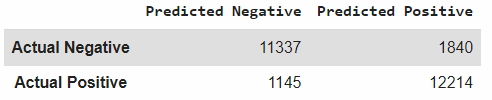 Predicted Negative Predicted Positive
Actual Negative 11337 1840
Actual Positive 1145 12214